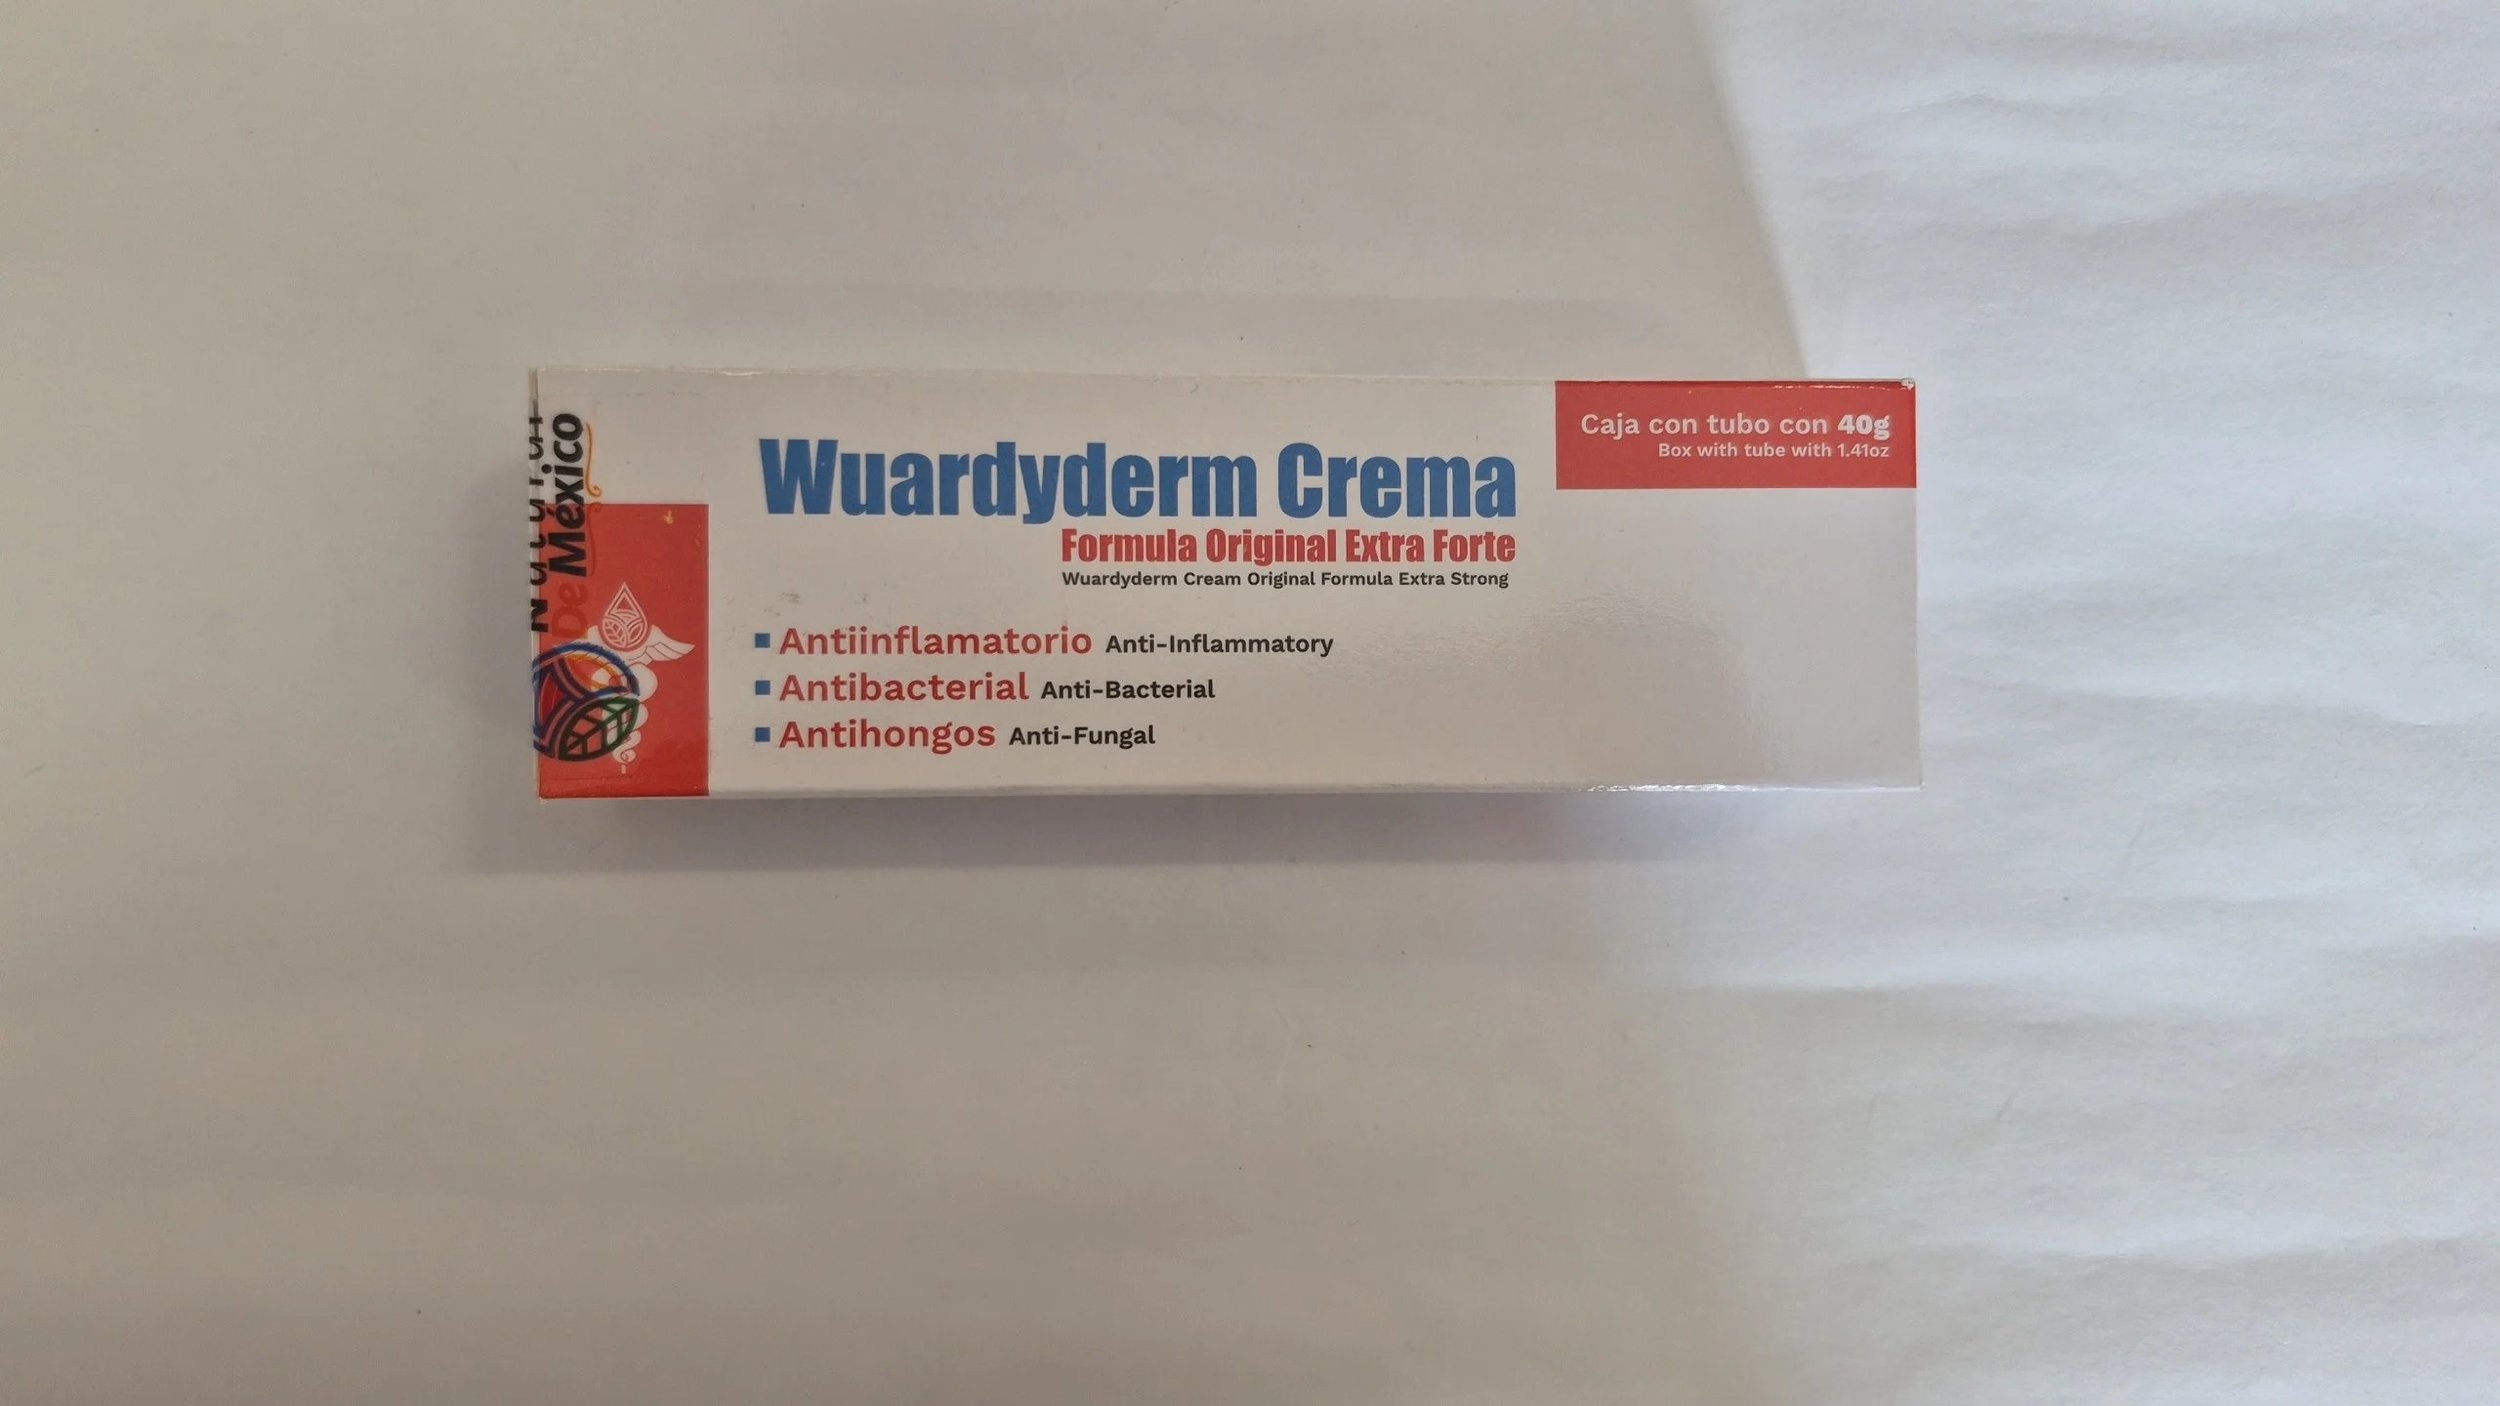 Natural
De México
Wuardyderm Crema
Formula Original Extra Forte
Wuardyderm Cream Original Formula Extra Strong
Caja con tubo con 40g
Box with tube with 1.41oz
Antiinflamatorio Anti-Inflammatory
Antibacterial Anti-Bacterial
Antihongos Anti-Fungal